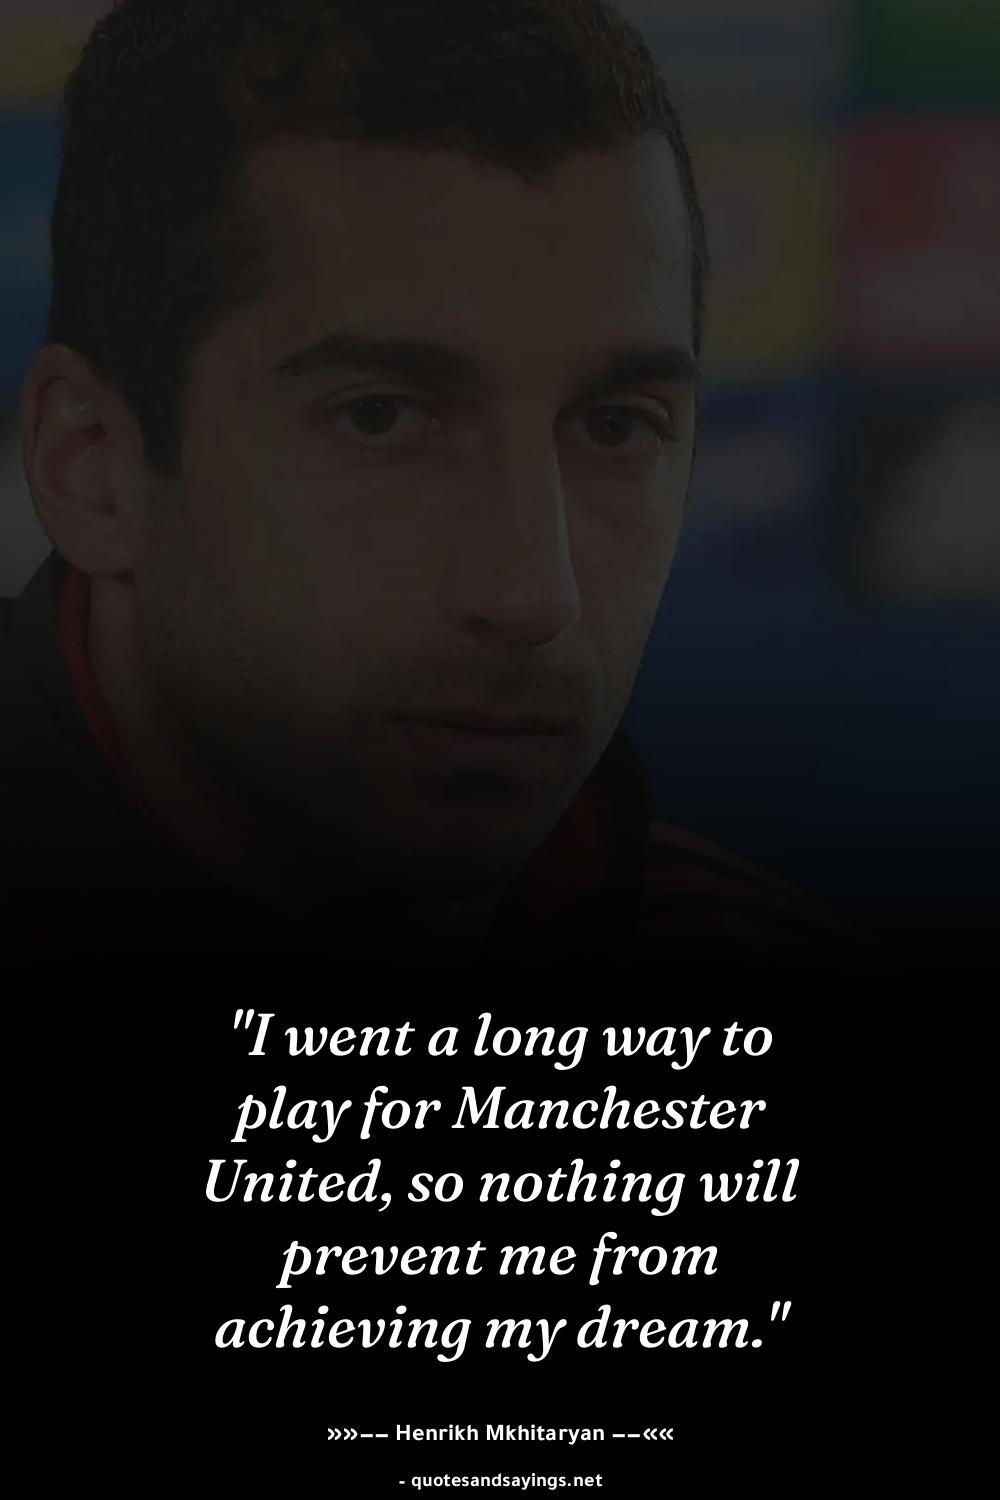 "I went a long way to
play for Manchester
United, so nothing will
prevent me from
achieving my dream."
»»−− Henrikh Mkhitaryan −−««
- quotesandsayings.net